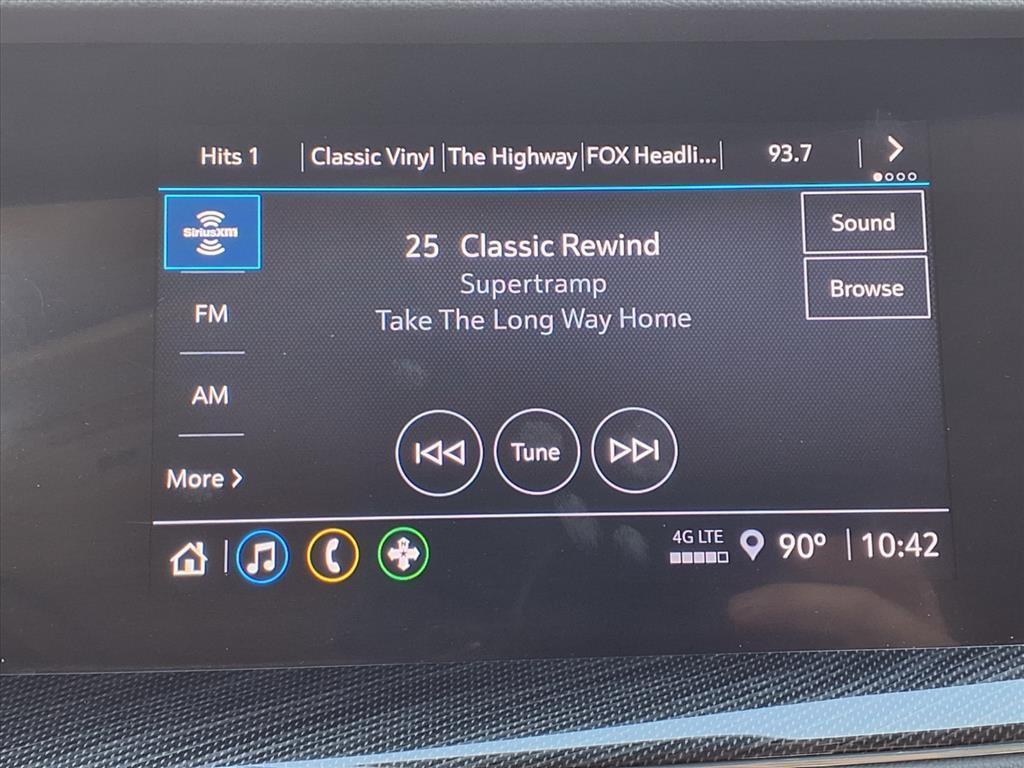 Hits 1 Classic Vinyl The Highway FOX Headli... 93.7
SiriusXM
FM
AM
More
25 Classic Rewind
Supertramp
Take The Long Way Home
Sound
Browse
Tune
N
4G LTE 90° 10:42